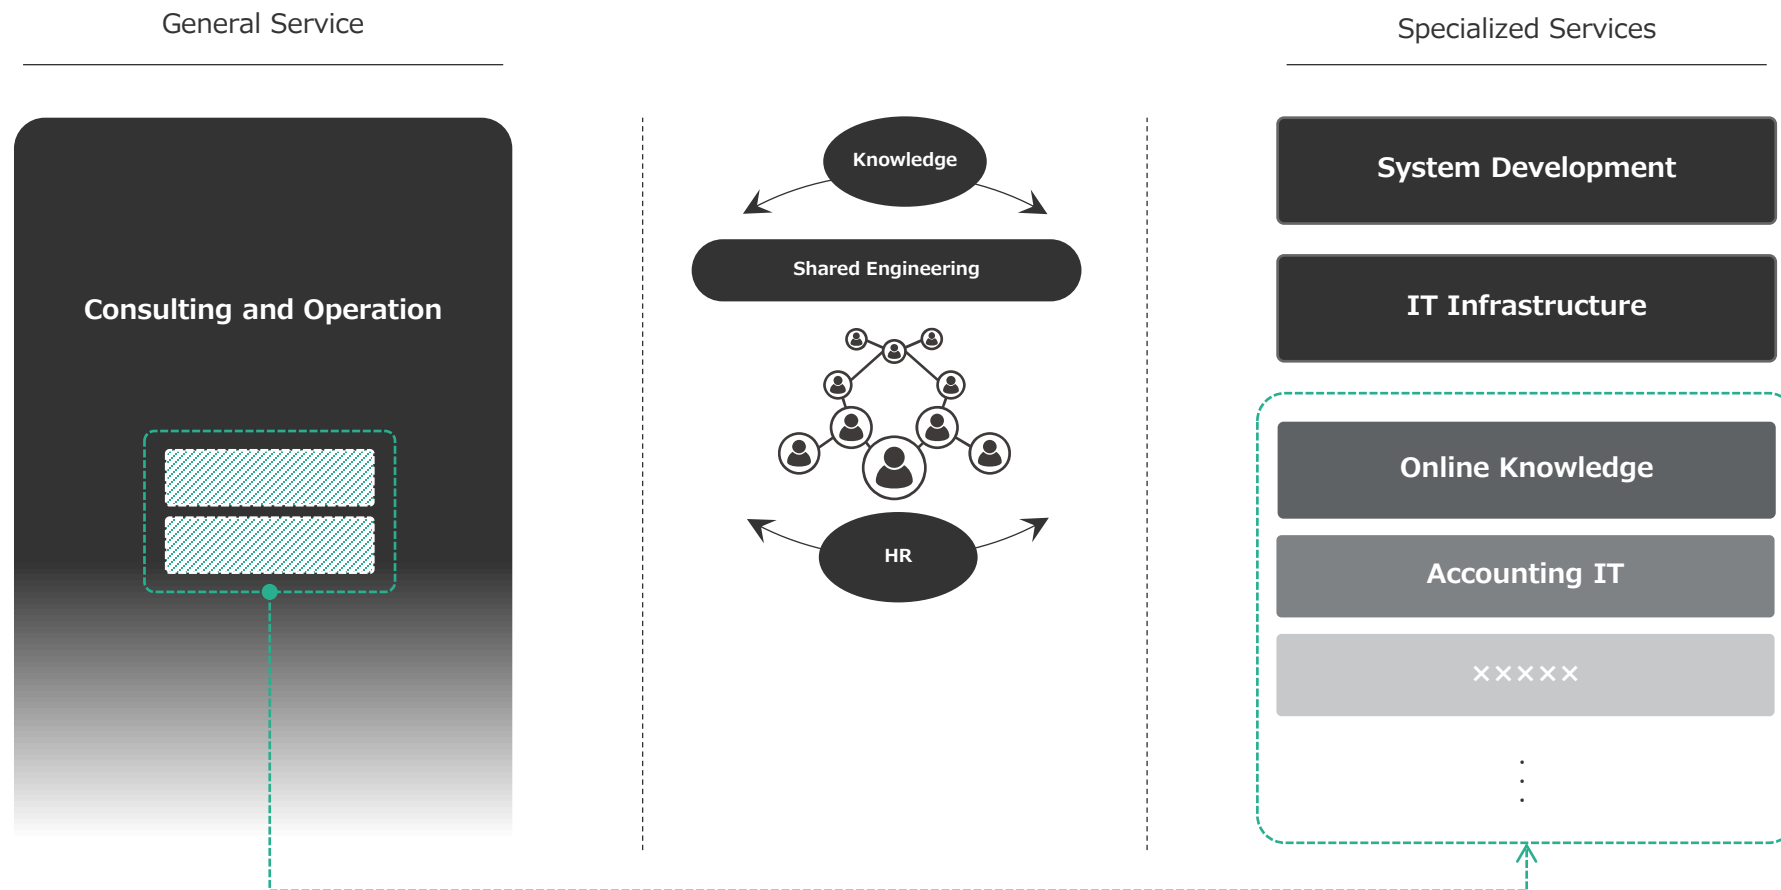 General Service
Specialized Services
Consulting and Operation
Knowledge
Shared Engineering
HR
System Development
IT Infrastructure
Online Knowledge
Accounting IT
×××××